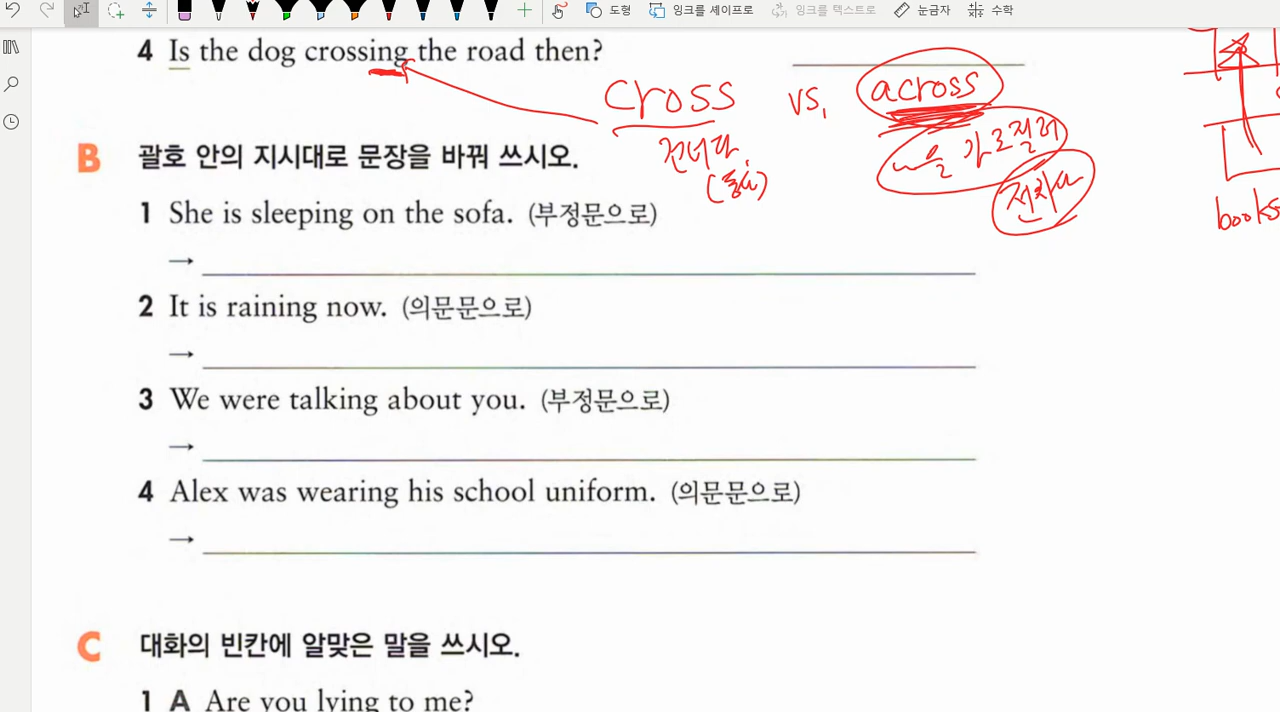 도형
잉크를 셰이프로
잉크를 텍스트로
눈금자
수학
4 Is the dog crossing the road then?
cross vs, across
건너다
(동사)
~을 가로질러
전치사
books
B 괄호 안의 지시대로 문장을 바꿔 쓰시오.
1 She is sleeping on the sofa. (부정문으로)
→
2 It is raining now. (의문문으로)
→
3 We were talking about you. (부정문으로)
→
4 Alex was wearing his school uniform. (의문문으로)
→
C 대화의 빈칸에 알맞은 말을 쓰시오.
1 A Are you lying to me?